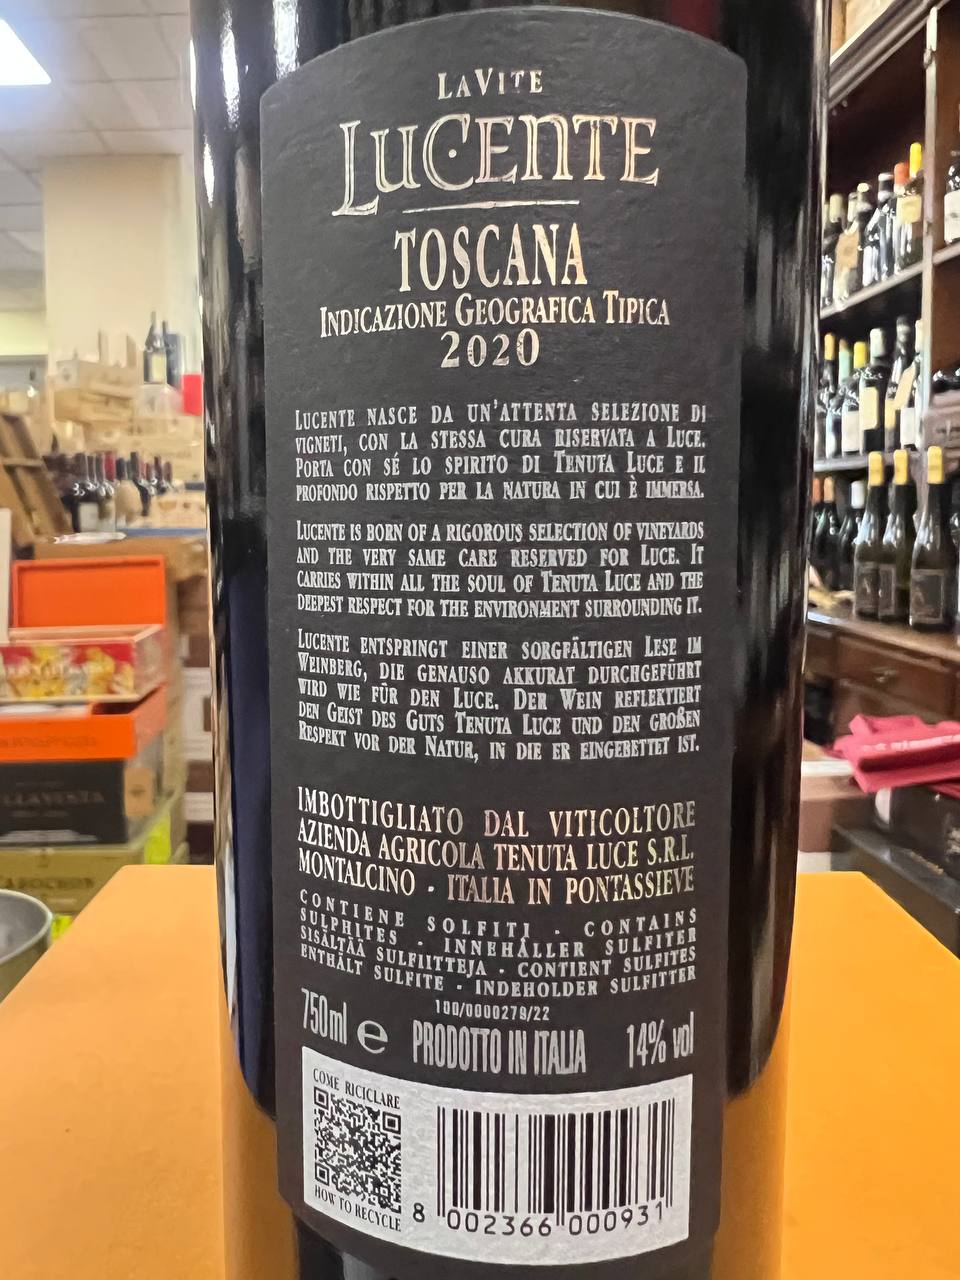 LA VITE
LUCENTE
TOSCANA
INDICAZIONE GEOGRAFICA TIPICA
2020
LUCENTE NASCE DA UN'ATTENTA SELEZIONE DI
VIGNETI, CON LA STESSA CURA RISERVATA A LUCE.
PORTA CON SÉ LO SPIRITO DI TENUTA LUCE E IL
PROFONDO RISPETTO PER LA NATURA IN CUI È IMMERSA.
LUCENTE IS BORN OF A RIGOROUS SELECTION OF VINEYARDS
AND THE VERY SAME CARE RESERVED FOR LUCE. IT
CARRIES WITHIN ALL THE SOUL OF TENUTA LUCE AND THE
DEEPEST RESPECT FOR THE ENVIRONMENT SURROUNDING IT.
LUCENTE ENTSPRINGT EINER SORGFÄLTIGEN LESE IM
WEINBERG, DIE GENAUSO AKKURAT DURCHGEFÜHRT
WIRD WIE FÜR DEN LUCE. DER WEIN REFLEKTIERT
DEN GEIST DES GUTS TENUTA LUCE UND DEN GROßEN
RESPEKT VOR DER NATUR, IN DIE ER EINGEBETTET IST.
IMBOTTIGLIATO DAL VITICOLTORE
AZIENDA AGRICOLA TENUTA LUCE S.R.L.
MONTALCINO · ITALIA IN PONTASSIEVE
CONTIENE SOLFITI · CONTAINS
SULPHITES · INNEHÅLLER SULFITER
SISÄLTÄÄ SULFIITTEJA · CONTIENT SULFITES
ENTHÄLT SULFITE · INDEHOLDER SULFITTER
100/0000279/22
750ml e PRODOTTO IN ITALIA 14% vol
COME RICICLARE
HOW TO RECYCLE
8 002366 000931